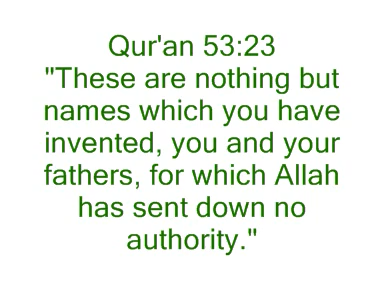 Qur'an 53:23
"These are nothing but
names which you have
invented, you and your
fathers, for which Allah
has sent down no
authority."